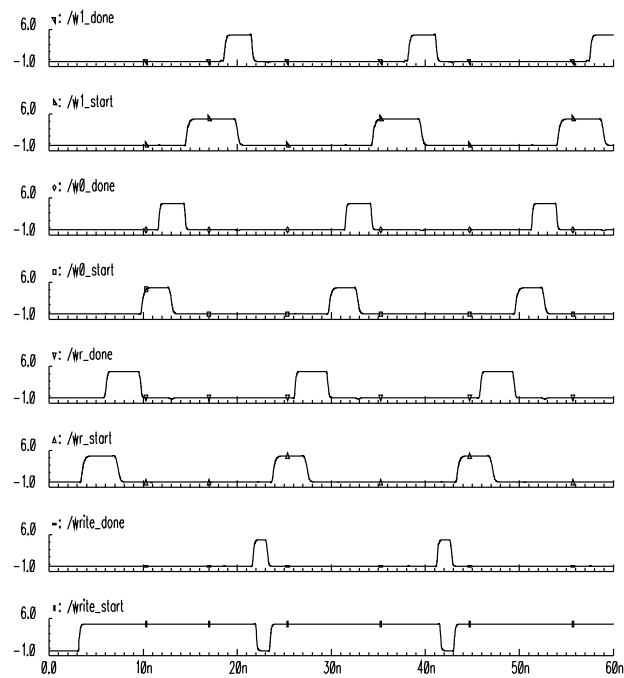 6.0 : /w1_done
-1.0
6.0 : /w1_start
-1.0
6.0 : /w0_done
-1.0
6.0 : /w0_start
-1.0
6.0 : /wr_done
-1.0
6.0 : /wr_start
-1.0
6.0 : /write_done
-1.0
6.0 : /write_start
-1.0
0.0 10n 20n 30n 40n 50n 60n